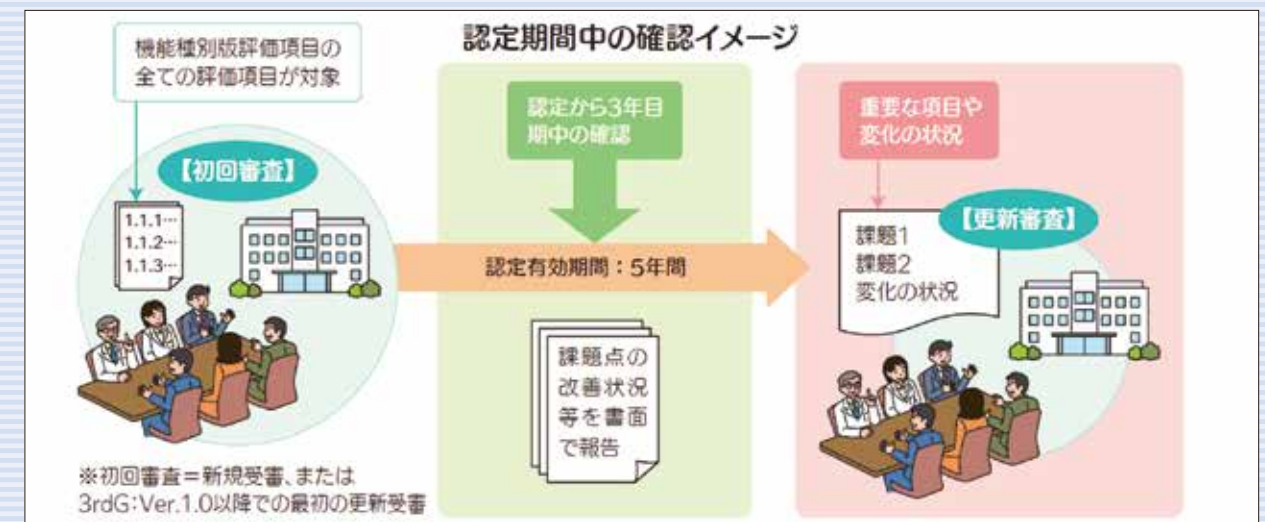 認定期間中の確認イメージ
機能種別版評価項目の
全ての評価項目が対象
【初回審査】
1.1.1…
1.1.2…
1.1.3…
※初回審査＝新規受審、または
3rdG：Ver.1.0以降での最初の更新受審
認定から3年目
期中の確認
認定有効期間：5年間
課題点の
改善状況
等を書面
で報告
重要な項目や
変化の状況
【更新審査】
課題1
課題2
変化の状況